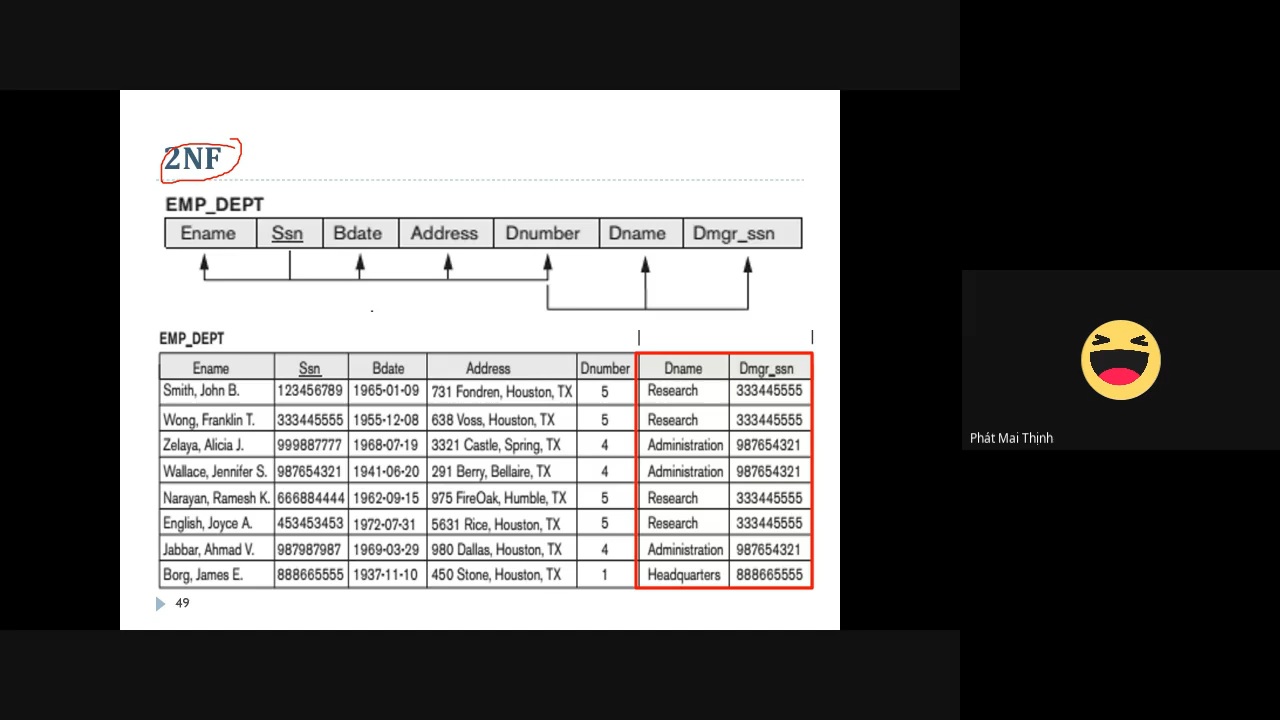 2NF
EMP_DEPT
Ename Ssn Bdate Address Dnumber Dname Dmgr_ssn
EMP_DEPT
Ename Ssn Bdate Address Dnumber Dname Dmgr_ssn
Smith, John B. 123456789 1965-01-09 731 Fondren, Houston, TX 5 Research 333445555
Wong, Franklin T. 333445555 1955-12-08 638 Voss, Houston, TX 5 Research 333445555
Zelaya, Alicia J. 999887777 1968-07-19 3321 Castle, Spring, TX 4 Administration 987654321
Wallace, Jennifer S. 987654321 1941-06-20 291 Berry, Bellaire, TX 4 Administration 987654321
Narayan, Ramesh K. 666884444 1962-09-15 975 FireOak, Humble, TX 5 Research 333445555
English, Joyce A. 453453453 1972-07-31 5631 Rice, Houston, TX 5 Research 333445555
Jabbar, Ahmad V. 987987987 1969-03-29 980 Dallas, Houston, TX 4 Administration 987654321
Borg, James E. 888665555 1937-11-10 450 Stone, Houston, TX 1 Headquarters 888665555
49
Phát Mai Thịnh